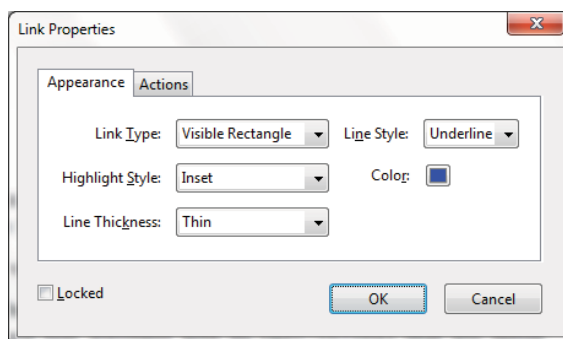 Link Properties
Appearance Actions
Link Type: Visible Rectangle Line Style: Underline
Highlight Style: Inset Color:
Line Thickness: Thin
Locked OK Cancel